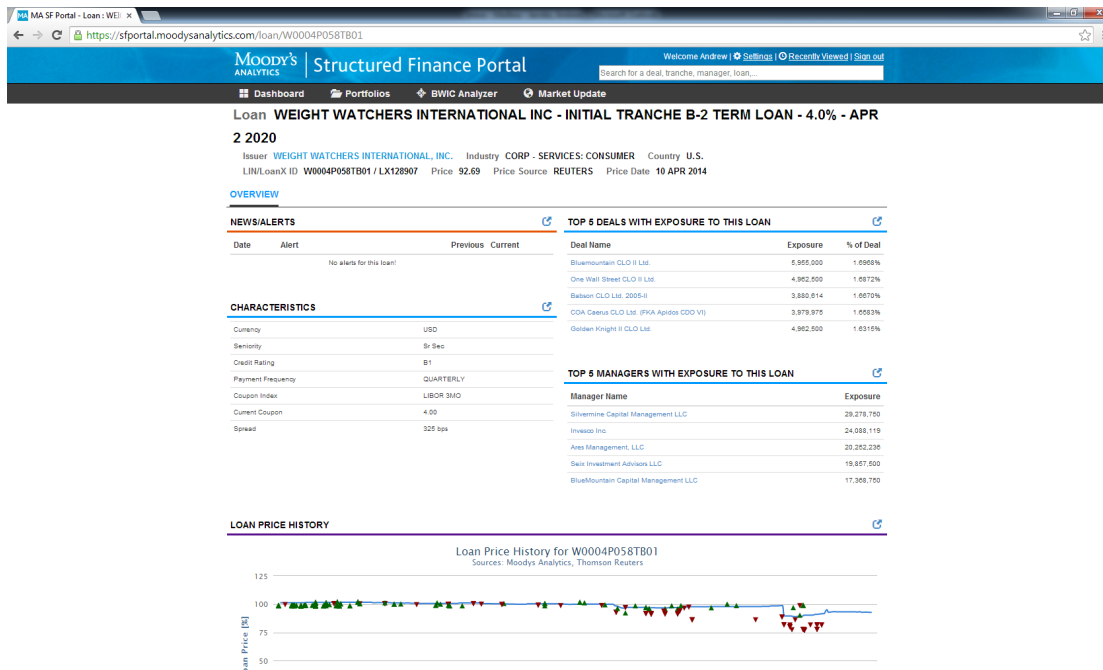 MA SF Portal - Loan : WEI
https://sfportal.moodysanalytics.com/loan/W0004P058TB01
MOODY'S ANALYTICS
Structured Finance Portal
Welcome Andrew | Settings | Recently Viewed | Sign out
Search for a deal, tranche, manager, loan,...
Dashboard Portfolios BWIC Analyzer Market Update
Loan WEIGHT WATCHERS INTERNATIONAL INC - INITIAL TRANCHE B-2 TERM LOAN - 4.0% - APR
2 2020
Issuer WEIGHT WATCHERS INTERNATIONAL, INC. Industry CORP - SERVICES: CONSUMER Country U.S.
LIN/LoanX ID W0004P058TB01 / LX128907 Price 92.69 Price Source REUTERS Price Date 10 APR 2014
OVERVIEW
NEWS/ALERTS
Date Alert Previous Current
No alerts for this loan!
CHARACTERISTICS
Currency USD
Seniority Sr Sec
Credit Rating B1
Payment Frequency QUARTERLY
Coupon Index LIBOR 3MO
Current Coupon 4.00
Spread 325 bps
TOP 5 DEALS WITH EXPOSURE TO THIS LOAN
Deal Name Exposure % of Deal
Bluemountain CLO II Ltd. 5,955,000 1.6968%
One Wall Street CLO II Ltd. 4,962,500 1.6872%
Babson CLO Ltd. 2005-II 3,880,614 1.6670%
COA Caerus CLO Ltd. (FKA Apidos CDO VI) 3,979,975 1.6583%
Golden Knight II CLO Ltd. 4,962,500 1.6315%
TOP 5 MANAGERS WITH EXPOSURE TO THIS LOAN
Manager Name Exposure
Silvermine Capital Management LLC 29,278,750
Invesco Inc. 24,088,119
Ares Management, LLC 20,252,236
Seix Investment Advisors LLC 19,857,500
BlueMountain Capital Management LLC 17,368,750
LOAN PRICE HISTORY
Loan Price History for W0004P058TB01
Sources: Moodys Analytics, Thomson Reuters
125
100
75
50
Price [%]